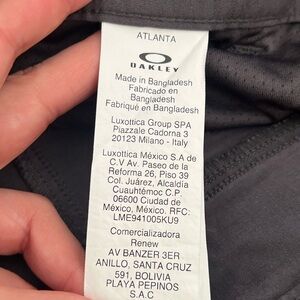 ATLANTA
OAKLEY
Made in Bangladesh
Fabricado en
Bangladesh
Fabriqué en Bangladesh
Luxottica Group SPA
Piazzale Cadorna 3
20123 Milano - Italy
Luxottica México S.A de
C.V Av. Paseo de la
Reforma 26, Piso 39
Col. Juárez, Alcaldía
Cuauhtémoc C.P.
06600 Ciudad de
México, México. RFC:
LME941005KU9
Comercializadora
Renew
AV BANZER 3ER
ANILLO, SANTA CRUZ
591, BOLIVIA
PLAYA PEPINOS
S.A.C